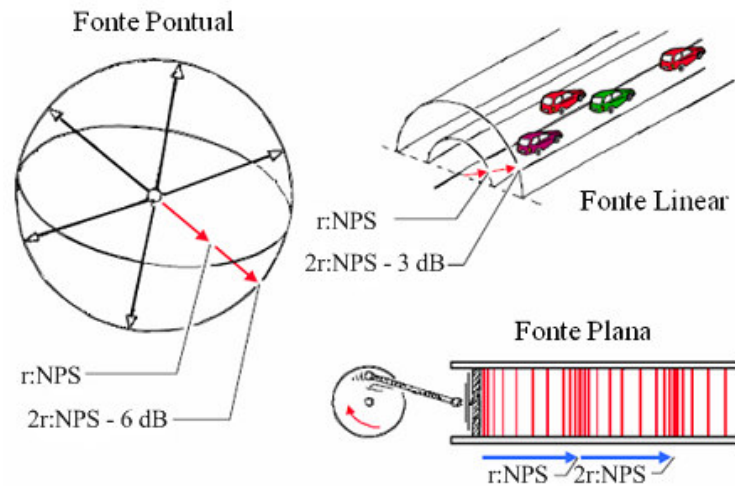 Fonte Pontual
r:NPS
2r:NPS - 6 dB
r:NPS
2r:NPS - 3 dB
Fonte Linear
Fonte Plana
r:NPS 2r:NPS